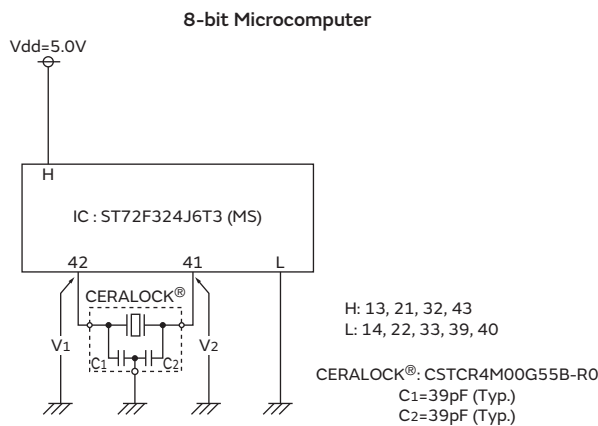 8-bit Microcomputer
Vdd=5.0V
H
IC : ST72F324J6T3 (MS)
42 41 L
CERALOCK®
V1 C1 C2 V2
H: 13, 21, 32, 43
L: 14, 22, 33, 39, 40
CERALOCK®: CSTCR4M00G55B-R0
C1=39pF (Typ.)
C2=39pF (Typ.)